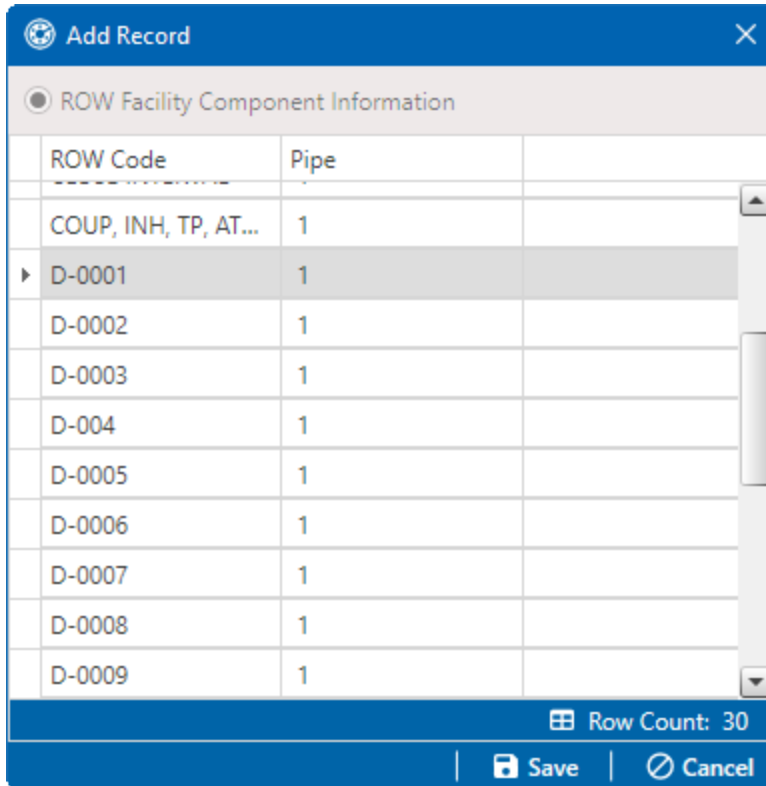 Add Record
ROW Facility Component Information
ROW Code Pipe
COUP, INH, TP, AT... 1
D-0001 1
D-0002 1
D-0003 1
D-004 1
D-0005 1
D-0006 1
D-0007 1
D-0008 1
D-0009 1
Row Count: 30
Save | Cancel